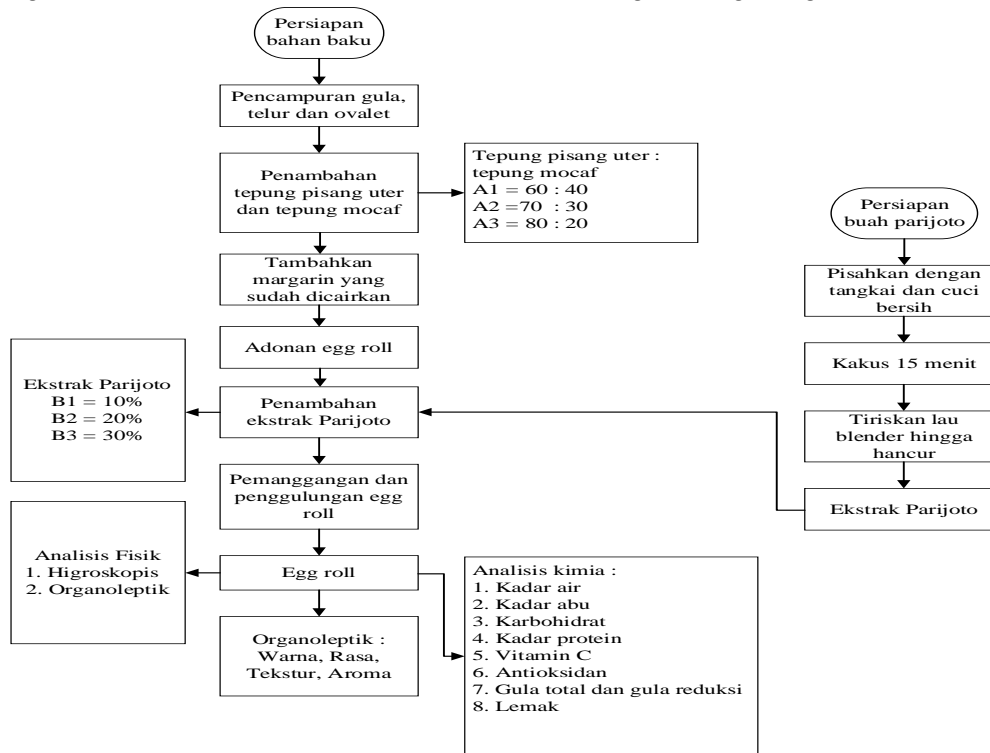 Persiapan
bahan baku
Pencampuran gula,
telur dan ovalet
Penambahan
tepung pisang uter
dan tepung mocaf
Tepung pisang uter :
tepung mocaf
A1 = 60 : 40
A2 =70 : 30
A3 = 80 : 20
Tambahkan
margarin yang
sudah dicairkan
Adonan egg roll
Penambahan
ekstrak Parijoto
Ekstrak Parijoto
B1 = 10%
B2 = 20%
B3 = 30%
Pemanggangan dan
penggulungan egg
roll
Egg roll
Analisis Fisik
1. Higroskopis
2. Organoleptik
Organoleptik :
Warna, Rasa,
Tekstur, Aroma
Analisis kimia :
1. Kadar air
2. Kadar abu
3. Karbohidrat
4. Kadar protein
5. Vitamin C
6. Antioksidan
7. Gula total dan gula reduksi
8. Lemak
Persiapan
buah parijoto
Pisahkan dengan
tangkai dan cuci
bersih
Kakus 15 menit
Tiriskan lau
blender hingga
hancur
Ekstrak Parijoto